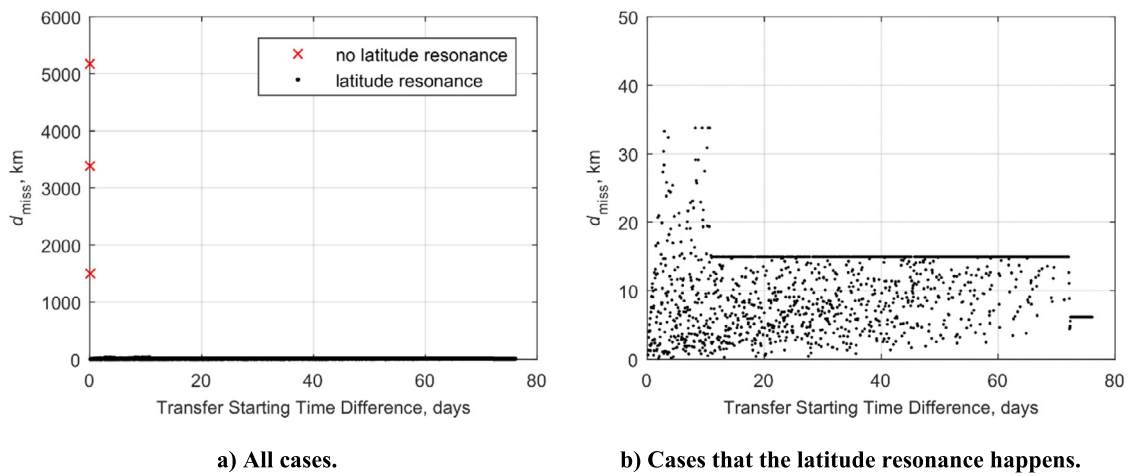 6000
5000
4000
3000
2000
1000
0
d_miss, km
× no latitude resonance
• latitude resonance
0 20 40 60 80
Transfer Starting Time Difference, days
a) All cases.
50
40
30
20
10
0
d_miss, km
0 20 40 60 80
Transfer Starting Time Difference, days
b) Cases that the latitude resonance happens.